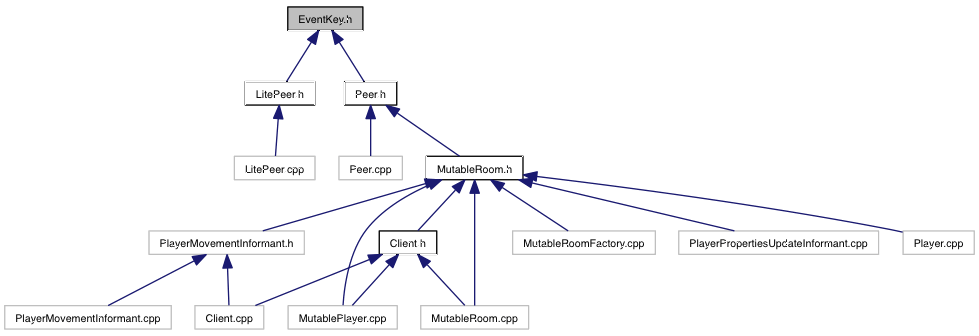 EventKey.h
LitePeer.h
Peer.h
LitePeer.cpp
Peer.cpp
MutableRoom.h
PlayerMovementInformant.h
Client.h
MutableRoomFactory.cpp
PlayerPropertiesUpdateInformant.cpp
Player.cpp
PlayerMovementInformant.cpp
Client.cpp
MutablePlayer.cpp
MutableRoom.cpp